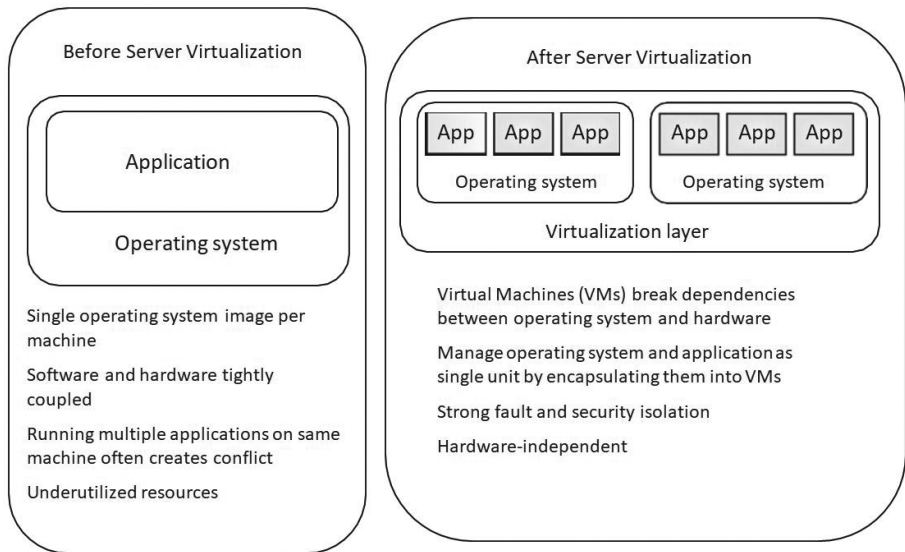 Before Server Virtualization
Application
Operating system
Single operating system image per
machine
Software and hardware tightly
coupled
Running multiple applications on same
machine often creates conflict
Underutilized resources
After Server Virtualization
App App App App App App
Operating system Operating system
Virtualization layer
Virtual Machines (VMs) break dependencies
between operating system and hardware
Manage operating system and application as
single unit by encapsulating them into VMs
Strong fault and security isolation
Hardware-independent